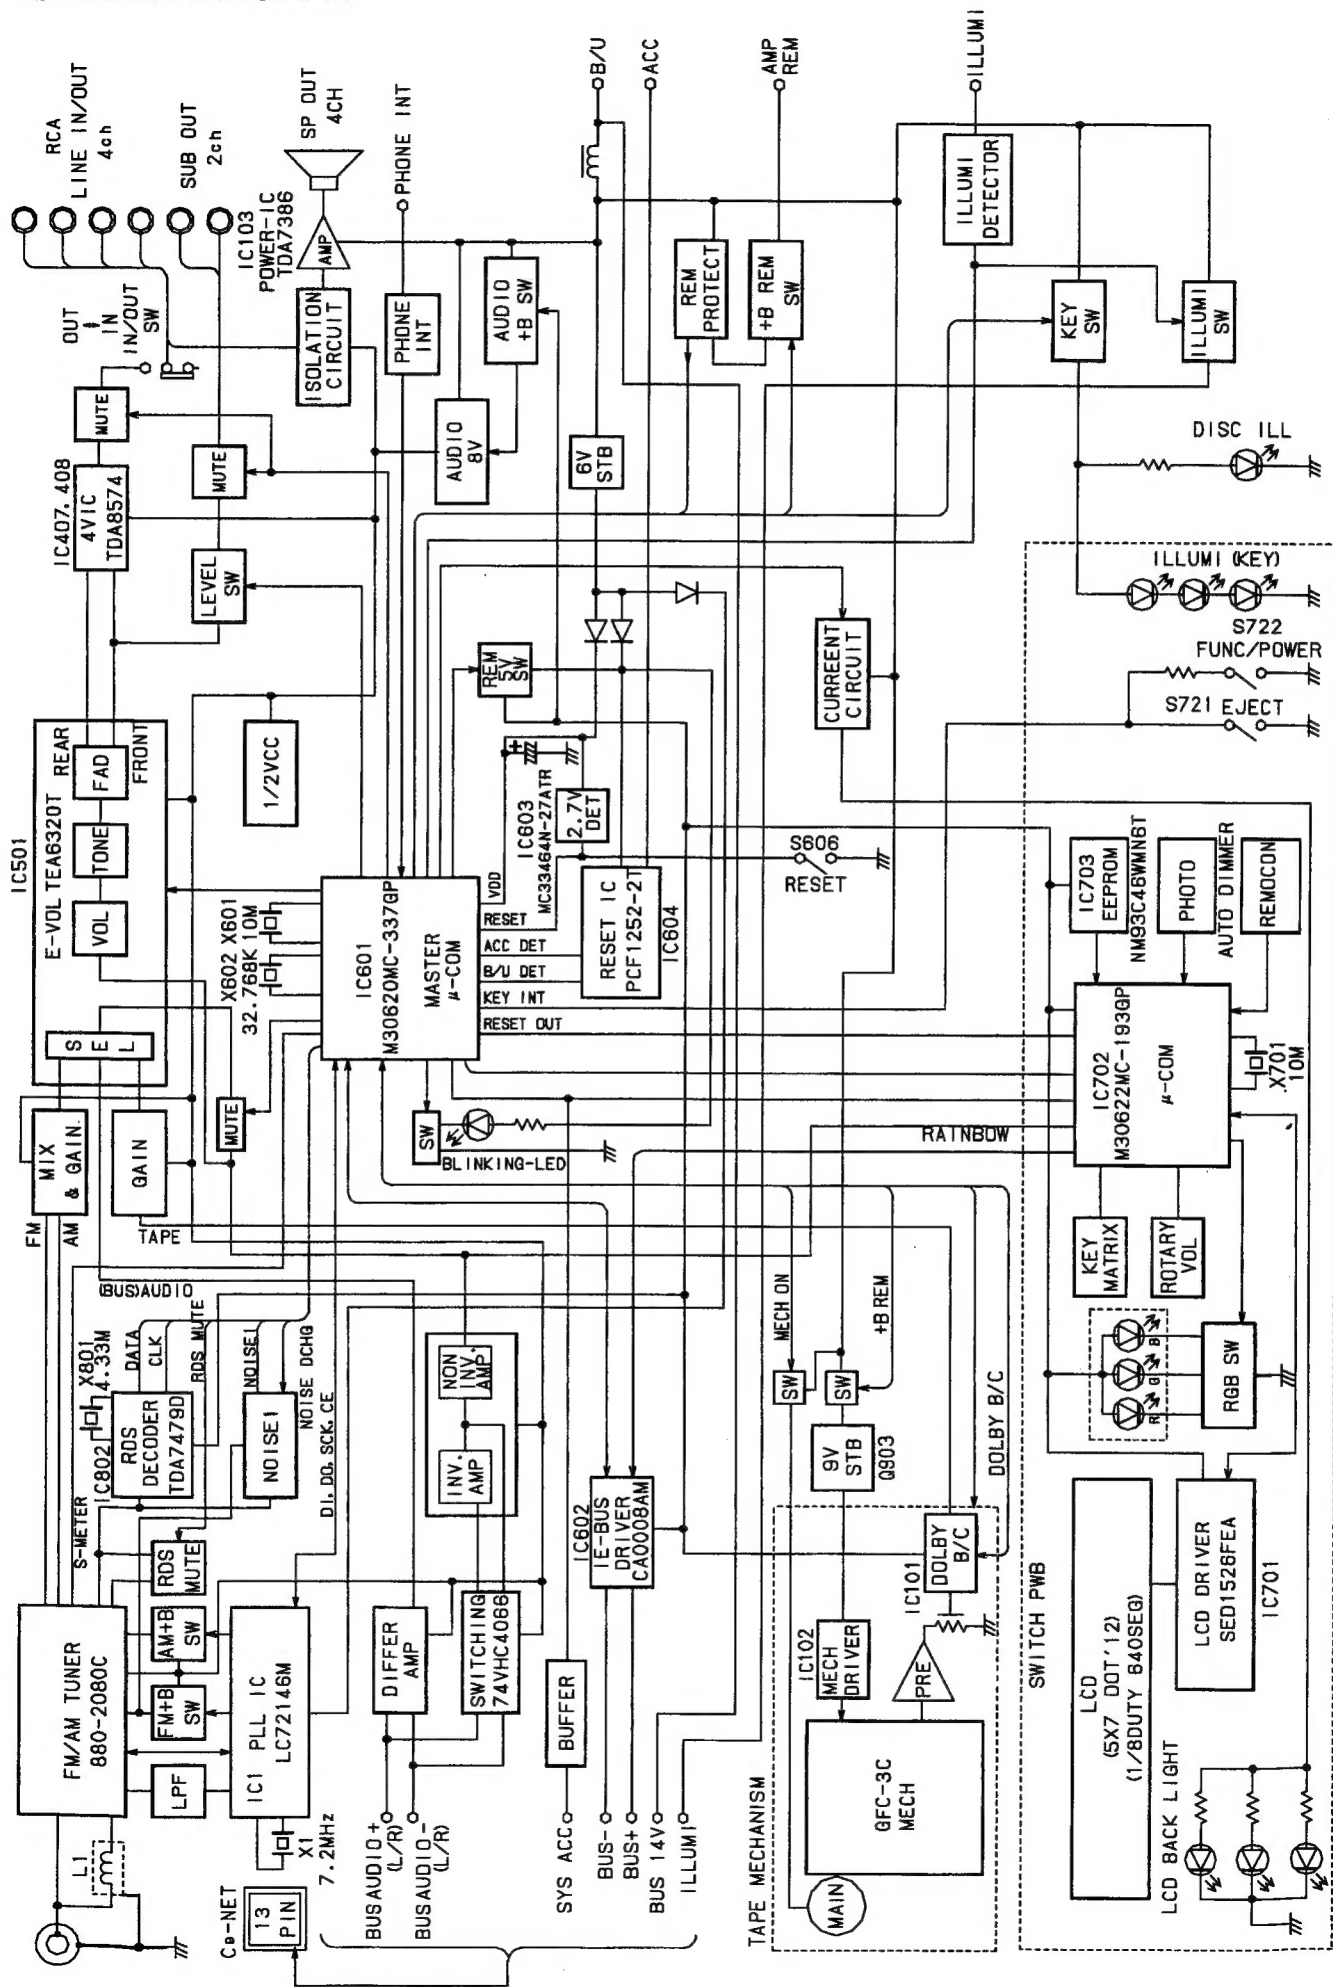 RCA
LINE IN/OUT
4ch
SUB OUT
2ch
SP OUT
4CH
PHONE INT
B/U
ACC
AMP
REM
ILLUMI
IC103
POWER-IC
TDA7386
AMP
OUT
IN
IN/OUT
SW
ISOLATION
CIRCUIT
PHONE
INT
AUDIO
+B SW
REM
PROTECT
+B REM
SW
ILLUMI
DETECTOR
KEY
SW
ILLUMI
SW
MUTE
IC407, 408
4VIC
TDA8574
MUTE
AUDIO
8V
6V
STB
DISC ILL
LEVEL
SW
ILLUMI (KEY)
S722
FUNC/POWER
S721 EJECT
IC501
E-VOL TEA6320T
REAR
FRONT
FAD
TONE
VOL
SEL
1/2VCC
REM
5V
SW
CURREENT
CIRCUIT
IC603
MC33464N-27ATR
2.7V
DET
S606
RESET
X602 X601
32.768K 10M
IC601
M30620MC-337GP
MASTER
μ-COM
VDD
RESET
ACC DET
B/U DET
KEY INT
RESET OUT
RESET IC
PCF1252-2T
IC604
IC703
EEPROM
NM93C46WMN6T
PHOTO
AUTO DIMMER
REMOCON
MIX
& GAIN.
GAIN
MUTE
SW
BLINKING-LED
RAINBOW
IC702
M30622MC-193GP
μ-COM
X701
10M
FM
AM
TAPE
(BUS)AUDIO
KEY
MATRIX
ROTARY
VOL
X801
4.33M
IC802
RDS
DECODER
TDA7479D
DATA
CLK
RDS MUTE
NOISE1
NOISE DCHG
NOISE1
DI, DO, SCK, CE
NON
INV.
AMP
INV.
AMP
MECH ON
+B REM
DOLBY B/C
SW
SW
9V
STB
Q903
R
G
B
RGB SW
S-METER
RDS
MUTE
AM+B
SW
FM+B
SW
LPF
FM/AM TUNER
880-2080C
IC1
PLL IC
LC72146M
X1
7.2MHz
L1
DIFFER
AMP
SWITCHING
74VHC4066
IC602
IE-BUS
DRIVER
CA0008AM
BUFFER
IC101
DOLBY
B/C
IC102
MECH
DRIVER
PRE
GFC-3C
MECH
MAIN
TAPE MECHANISM
SWITCH PWB
LCD
(5X7 DOT'12)
(1/8DUTY 840SEG)
LCD DRIVER
SED1528FEA
IC701
LCD BACK LIGHT
Ce-NET
13
PIN
BUSAUDIO+
(L/R)
BUSAUDIO-
(L/R)
SYS ACC
BUS-
BUS+
BUS 14V
ILLUMI